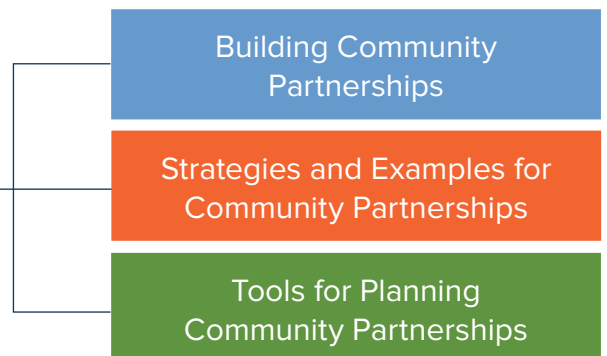 Building Community
Partnerships
Strategies and Examples for
Community Partnerships
Tools for Planning
Community Partnerships